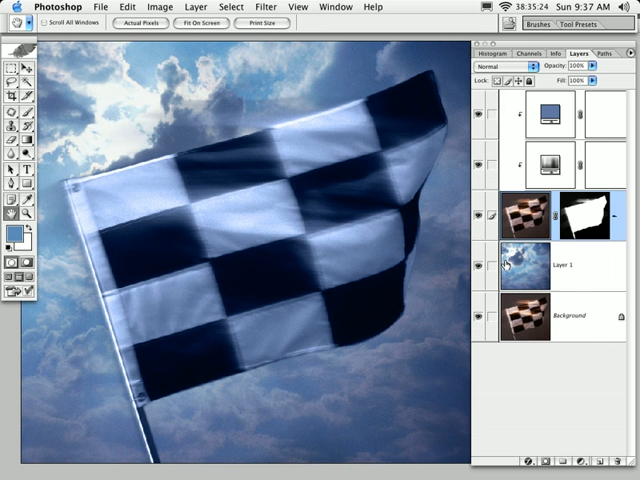 Photoshop File Edit Image Layer Select Filter View Window Help 38:35:24 Sun 9:37 AM
Scroll All Windows Actual Pixels Fit On Screen Print Size Brushes Tool Presets
Histogram Channels Info Layers Paths
Normal Opacity: 100%
Lock: Fill: 100%
Layer 1
Background